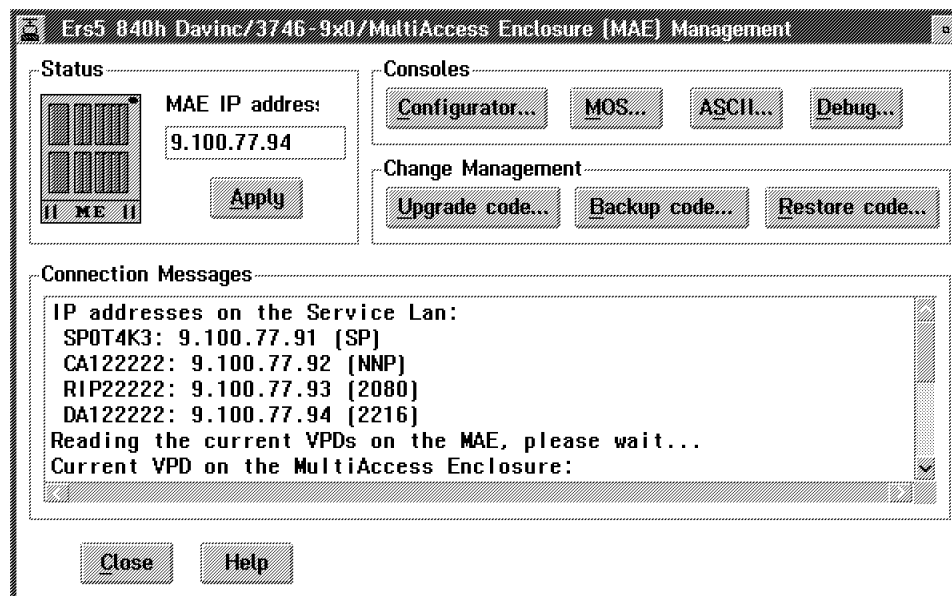 Ers5 840h Davinc/3746-9x0/MultiAccess Enclosure (MAE) Management
Status
MAE IP address
9.100.77.94
Apply
ME
Consoles
Configurator...
MOS...
ASCII...
Debug...
Change Management
Upgrade code...
Backup code...
Restore code...
Connection Messages
IP addresses on the Service Lan:
SP0T4K3: 9.100.77.91 (SP)
CA122222: 9.100.77.92 (NNP)
RIP22222: 9.100.77.93 (2080)
DA122222: 9.100.77.94 (2216)
Reading the current VPDs on the MAE, please wait...
Current VPD on the MultiAccess Enclosure:
Close
Help